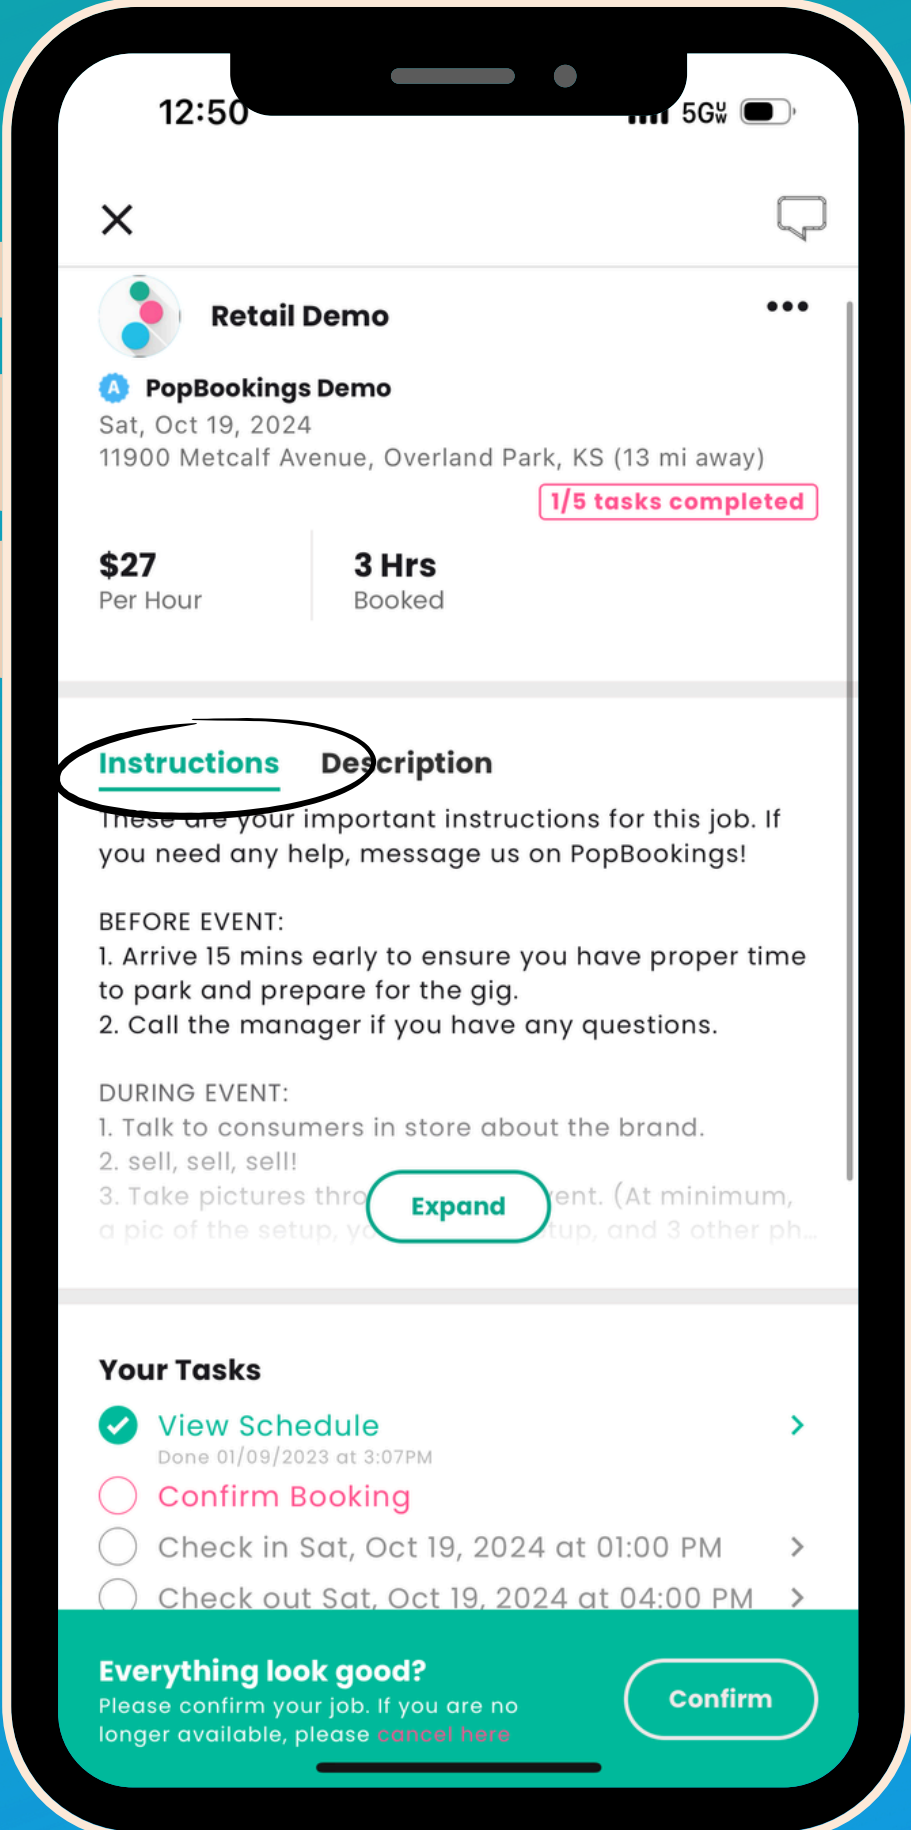 12:50
5G UW
A
Retail Demo
•••
PopBookings Demo
Sat, Oct 19, 2024
11900 Metcalf Avenue, Overland Park, KS (13 mi away)
1/5 tasks completed
$27
Per Hour
3 Hrs
Booked
Instructions Description
These are your important instructions for this job. If
you need any help, message us on PopBookings!
BEFORE EVENT:
1. Arrive 15 mins early to ensure you have proper time
to park and prepare for the gig.
2. Call the manager if you have any questions.
DURING EVENT:
1. Talk to consumers in store about the brand.
2. sell, sell, sell!
3. Take pictures ent. (At minimum,
a pic of the setup, and 3 other ph...
Expand
Your Tasks
View Schedule
Done 01/09/2023 at 3:07PM
Confirm Booking
Check in Sat, Oct 19, 2024 at 01:00 PM
Check out Sat, Oct 19, 2024 at 04:00 PM
Everything look good?
Please confirm your job. If you are no
longer available, please cancel here
Confirm